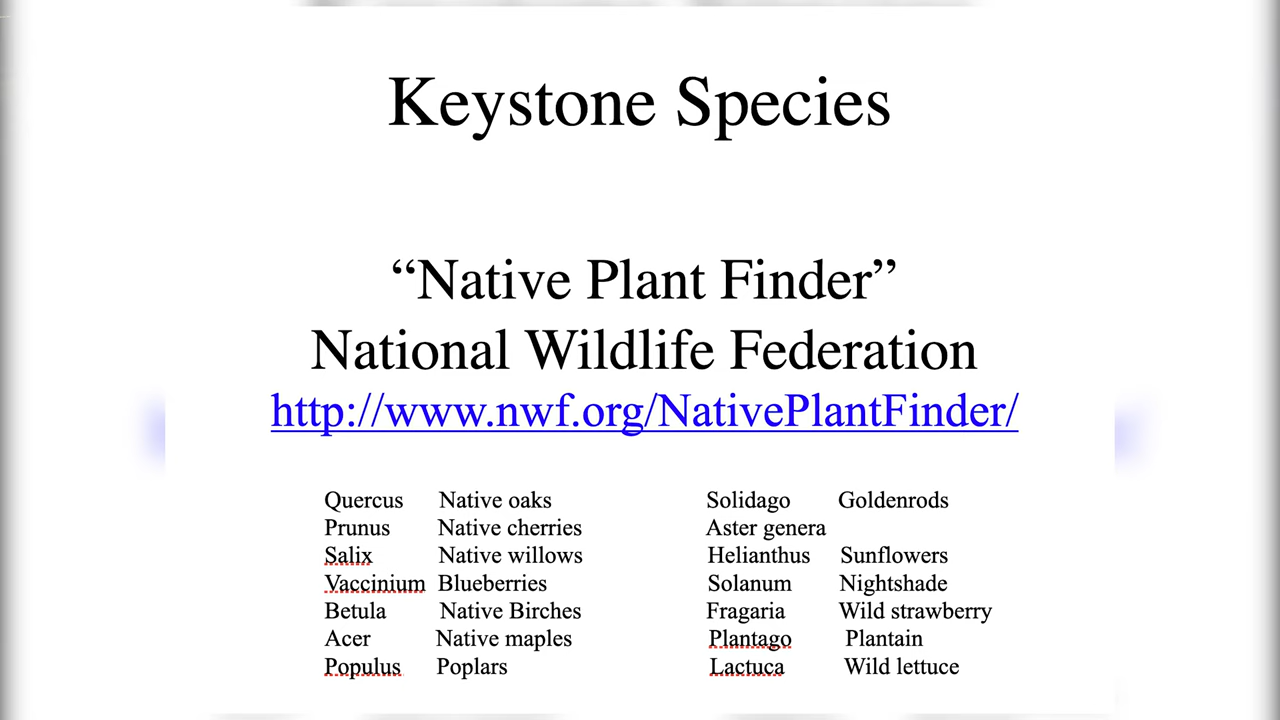 Keystone Species
“Native Plant Finder”
National Wildlife Federation
http://www.nwf.org/NativePlantFinder/
Quercus Native oaks
Prunus Native cherries
Salix Native willows
Vaccinium Blueberries
Betula Native Birches
Acer Native maples
Populus Poplars
Solidago Goldenrods
Aster genera
Helianthus Sunflowers
Solanum Nightshade
Fragaria Wild strawberry
Plantago Plantain
Lactuca Wild lettuce